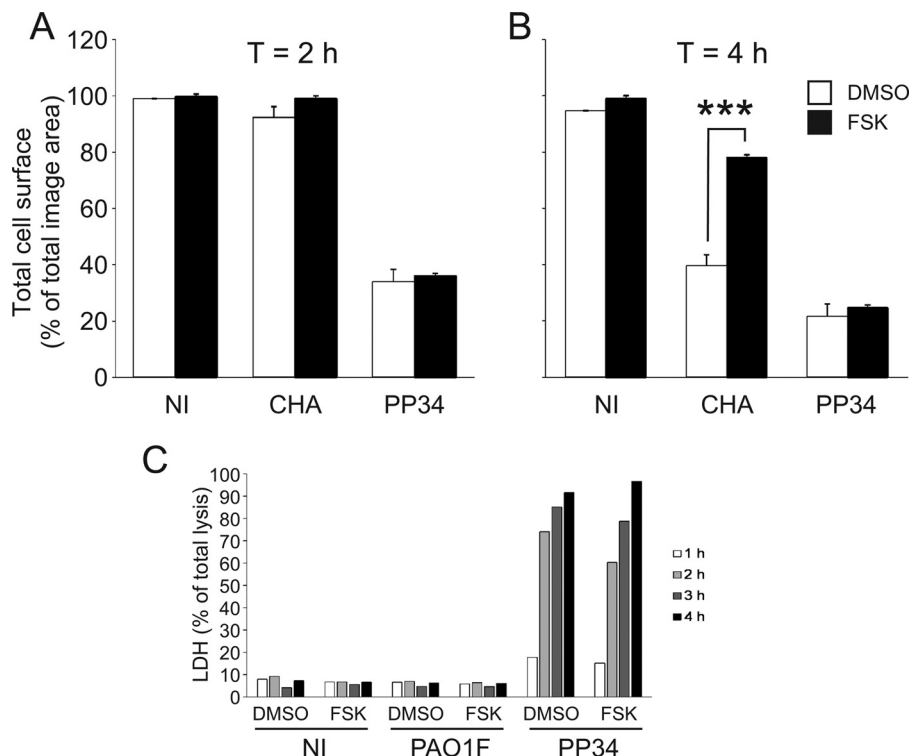 A
B
T = 2 h
T = 4 h
Total cell surface
(% of total image area)
120
100
80
60
40
20
0
NI
CHA
PP34
***
NI
CHA
PP34
DMSO
FSK
C
LDH (% of total lysis)
100
90
80
70
60
50
40
30
20
10
0
DMSO FSK DMSO FSK DMSO FSK
NI PAO1F PP34
1 h
2 h
3 h
4 h